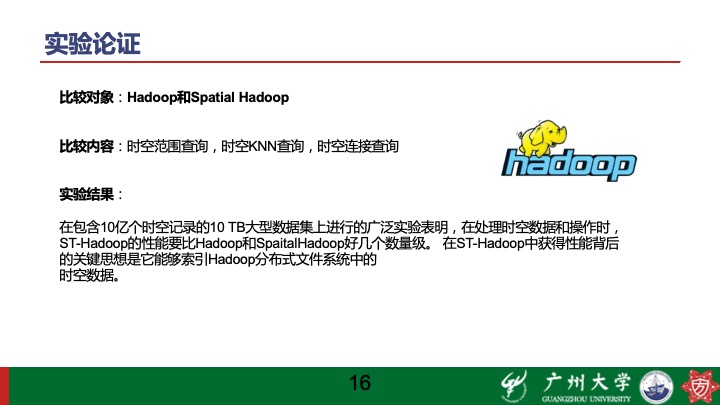 实验论证
比较对象：Hadoop和Spatial Hadoop
hadoop
比较内容：时空范围查询，时空KNN查询，时空连接查询
实验结果：
在包含10亿个时空记录的10 TB大型数据集上进行的广泛实验表明，在处理时空数据和操作时，
ST-Hadoop的性能要比Hadoop和SpaitalHadoop好几个数量级。 在ST-Hadoop中获得性能背后
的关键思想是它能够索引Hadoop分布式文件系统中的
时空数据。
16
广州大学
GUANGZHOU UNIVERSITY